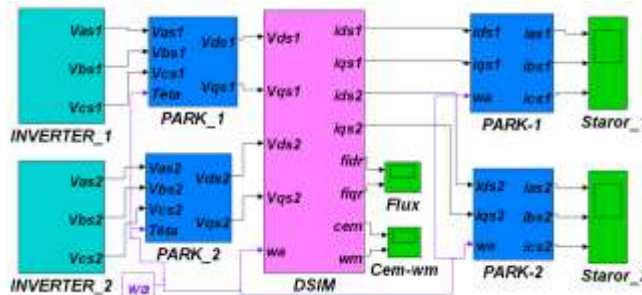 Vas1
Vbs1
Vcs1
INVERTER_1
Vas1
Vbs1
Vcs1
Teta
Vds1
Vqs1
PARK_1
Vas2
Vbs2
Vcs2
INVERTER_2
Vas2
Vbs2
Vcs2
Teta
Vds2
Vqs2
PARK_2
wa
Vds1
Vqs1
Vds2
Vqs2
wa
ids1
iqs1
ids2
iqs2
fidr
fiqr
cem
wm
DSIM
Flux
Cem-wm
ids1
iqs1
wa
ias1
ibs1
ics1
PARK-1
Staror_1
ids2
iqs2
wa
ias2
ibs2
ics2
PARK-2
Staror_2